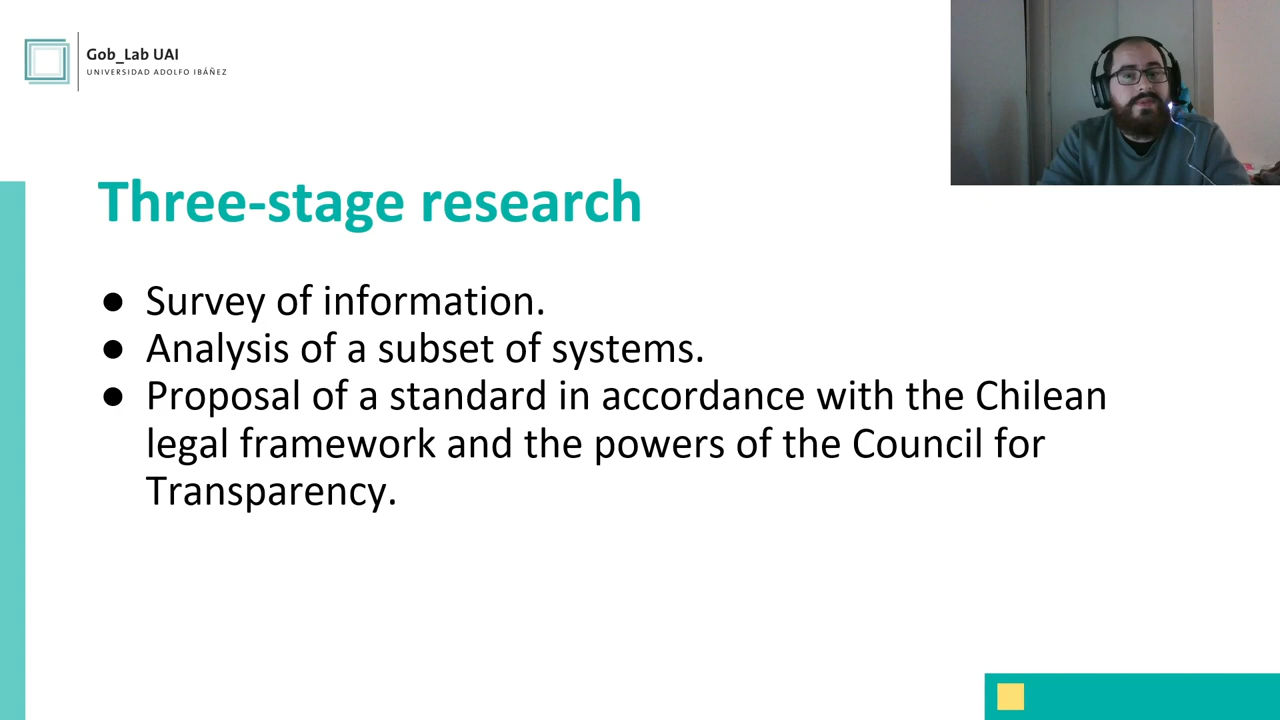 Gob_Lab UAI
UNIVERSIDAD ADOLFO IBÁÑEZ
Three-stage research
● Survey of information.
● Analysis of a subset of systems.
● Proposal of a standard in accordance with the Chilean
legal framework and the powers of the Council for
Transparency.